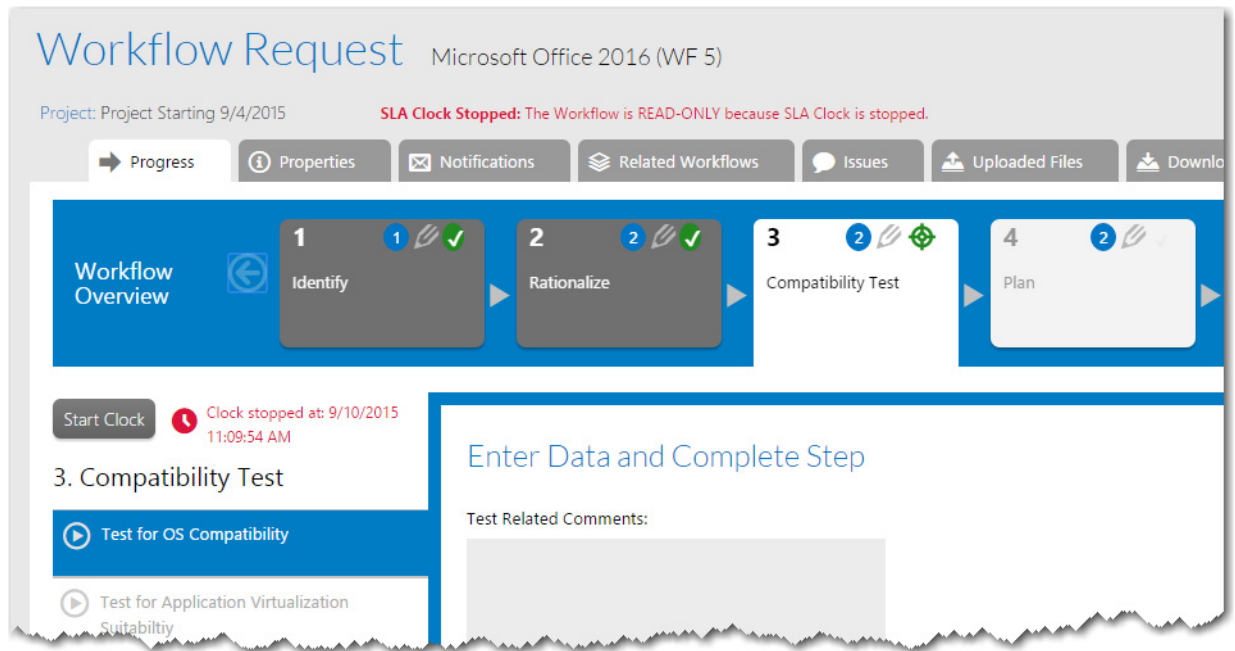 Workflow Request Microsoft Office 2016 (WF 5)
Project: Project Starting 9/4/2015 SLA Clock Stopped: The Workflow is READ-ONLY because SLA Clock is stopped.
Progress Properties Notifications Related Workflows Issues Uploaded Files Downlo
Workflow
Overview
1 1
Identify
2 2
Rationalize
3 2
Compatibility Test
4 2
Plan
Start Clock
Clock stopped at: 9/10/2015
11:09:54 AM
3. Compatibility Test
Test for OS Compatibility
Test for Application Virtualization
Suitabiltiy
Enter Data and Complete Step
Test Related Comments: